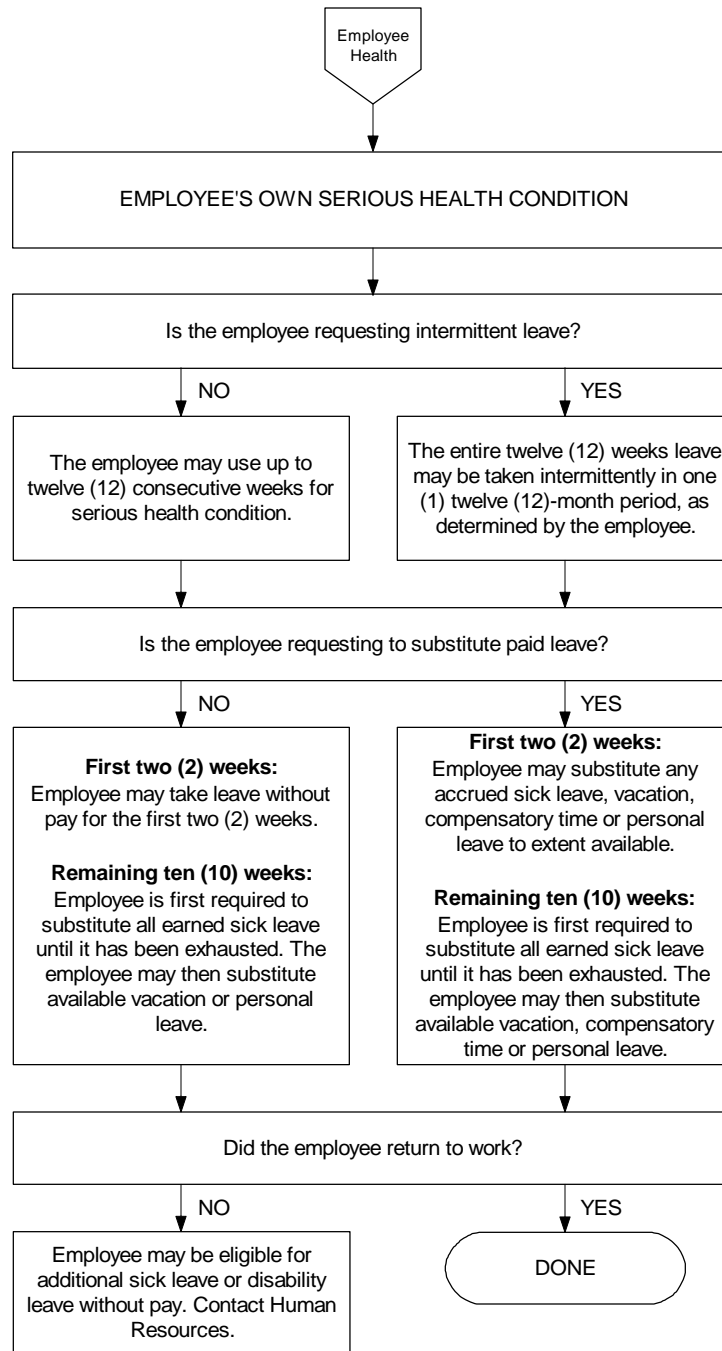 Employee
Health
EMPLOYEE'S OWN SERIOUS HEALTH CONDITION
Is the employee requesting intermittent leave?
NO
YES
The employee may use up to
twelve (12) consecutive weeks for
serious health condition.
The entire twelve (12) weeks leave
may be taken intermittently in one
(1) twelve (12)-month period, as
determined by the employee.
Is the employee requesting to substitute paid leave?
NO
YES
First two (2) weeks:
Employee may take leave without
pay for the first two (2) weeks.
Remaining ten (10) weeks:
Employee is first required to
substitute all earned sick leave
until it has been exhausted. The
employee may then substitute
available vacation or personal
leave.
First two (2) weeks:
Employee may substitute any
accrued sick leave, vacation,
compensatory time or personal
leave to extent available.
Remaining ten (10) weeks:
Employee is first required to
substitute all earned sick leave
until it has been exhausted. The
employee may then substitute
available vacation, compensatory
time or personal leave.
Did the employee return to work?
NO
YES
Employee may be eligible for
additional sick leave or disability
leave without pay. Contact Human
Resources.
DONE